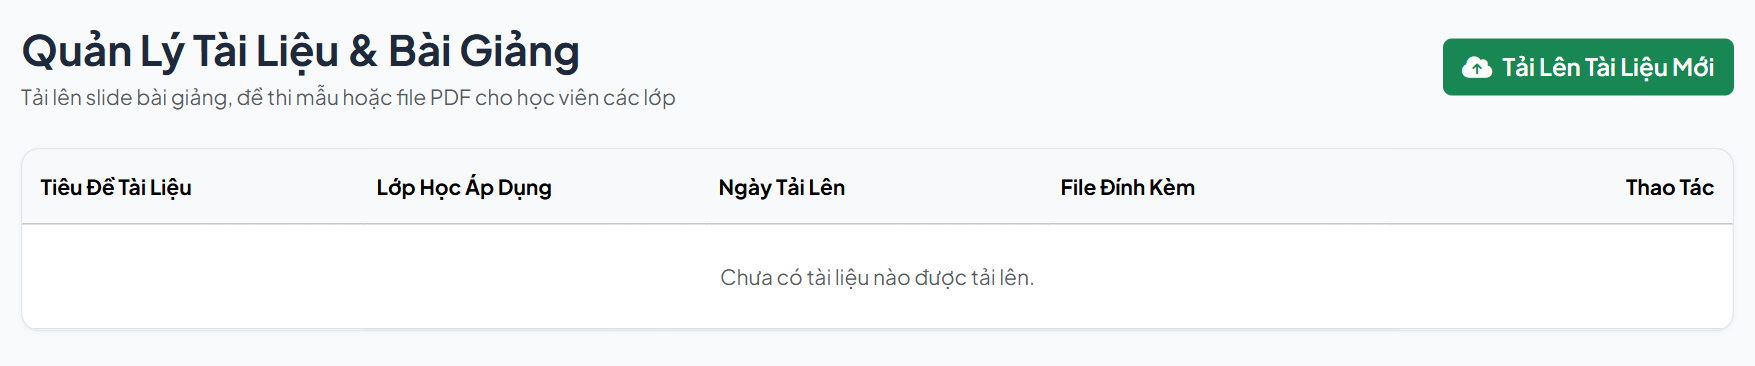 Quản Lý Tài Liệu & Bài Giảng
Tải lên slide bài giảng, đề thi mẫu hoặc file PDF cho học viên các lớp
Tải Lên Tài Liệu Mới
Tiêu Đề Tài Liệu
Lớp Học Áp Dụng
Ngày Tải Lên
File Đính Kèm
Thao Tác
Chưa có tài liệu nào được tải lên.